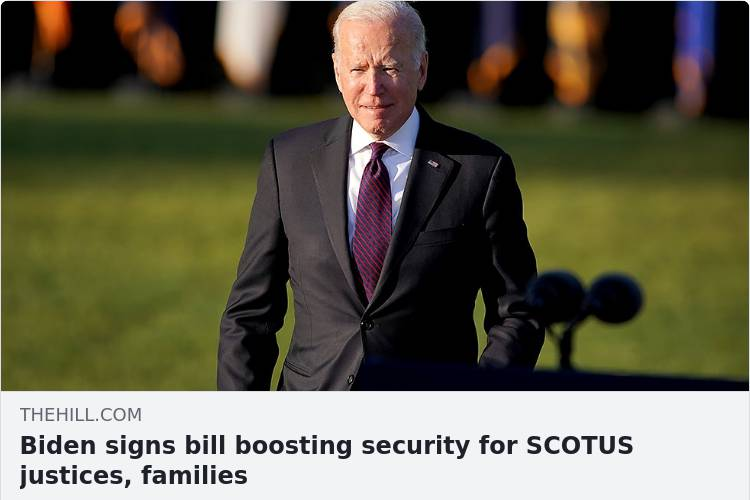 THEHILL.COM
Biden signs bill boosting security for SCOTUS
justices, families